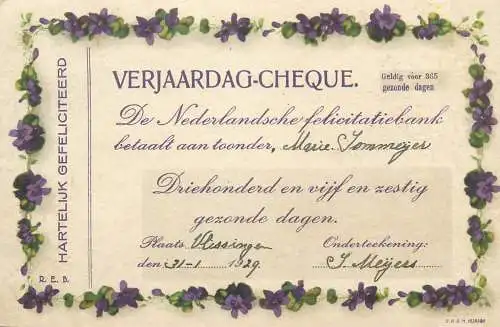 HARTELIJK GEFELICITEERD
R. E. B.
VERJAARDAG-CHEQUE.
Geldig voor 365
gezonde dagen
De Nederlandsche felicitatiebank
betaalt aan toonder, Marie Sommeijer
Driehonderd en vijf en zestig
gezonde dagen.
Plaats Vlissingen Onderteekening:
den 31-1 1929. S. Meijers